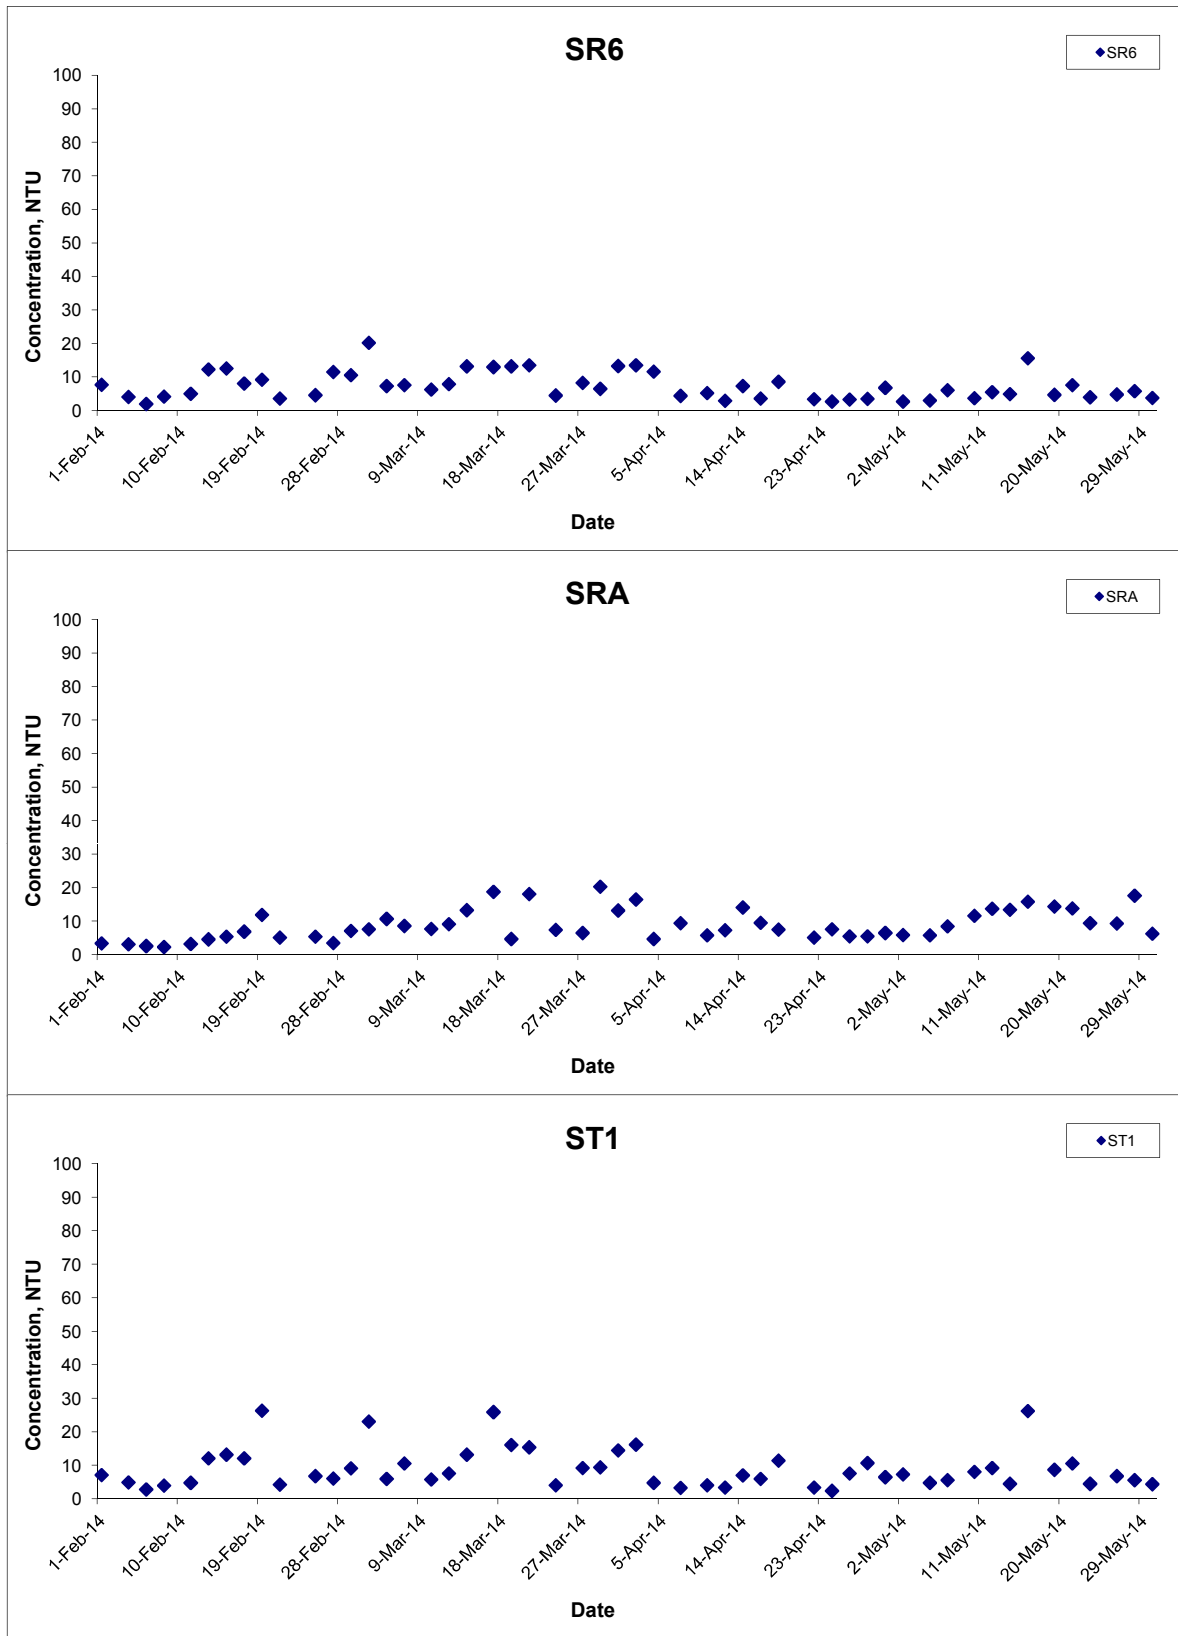 SR6
SR6
100
90
80
70
60
50
40
30
20
10
0
Concentration, NTU
1-Feb-14
10-Feb-14
19-Feb-14
28-Feb-14
9-Mar-14
18-Mar-14
27-Mar-14
5-Apr-14
14-Apr-14
23-Apr-14
2-May-14
11-May-14
20-May-14
29-May-14
Date
SRA
SRA
100
90
80
70
60
50
40
30
20
10
0
Concentration, NTU
1-Feb-14
10-Feb-14
19-Feb-14
28-Feb-14
9-Mar-14
18-Mar-14
27-Mar-14
5-Apr-14
14-Apr-14
23-Apr-14
2-May-14
11-May-14
20-May-14
29-May-14
Date
ST1
ST1
100
90
80
70
60
50
40
30
20
10
0
Concentration, NTU
1-Feb-14
10-Feb-14
19-Feb-14
28-Feb-14
9-Mar-14
18-Mar-14
27-Mar-14
5-Apr-14
14-Apr-14
23-Apr-14
2-May-14
11-May-14
20-May-14
29-May-14
Date